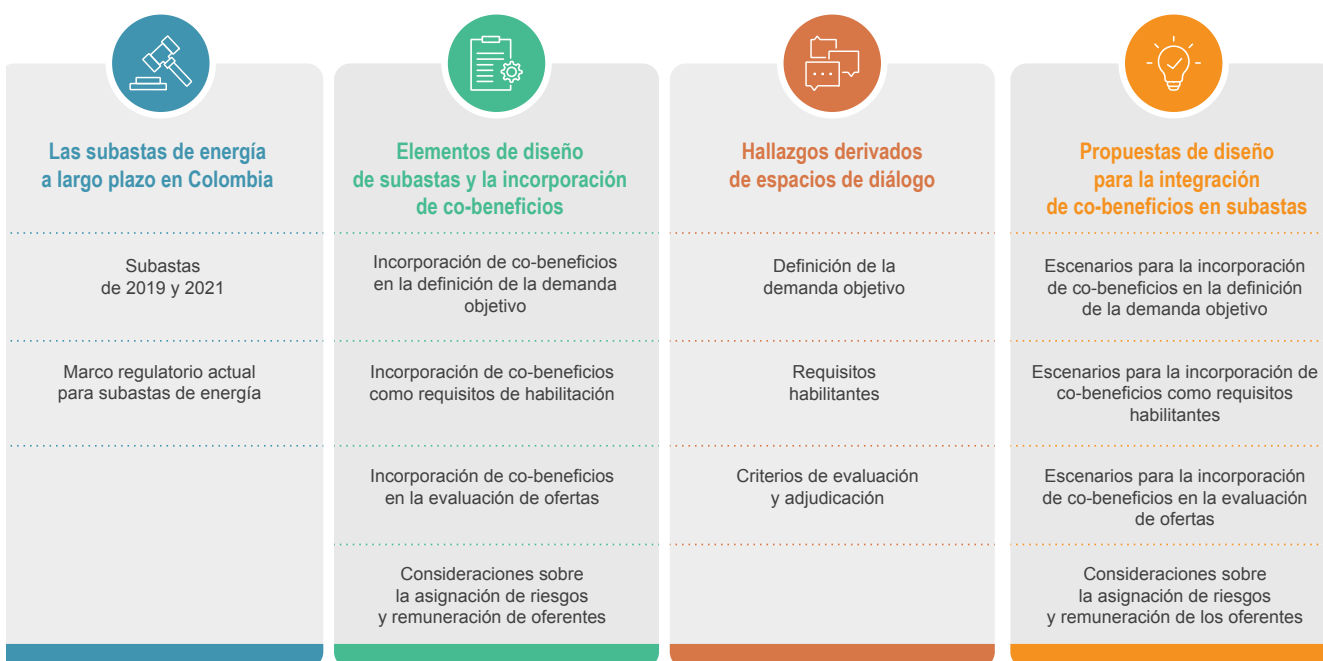 Las subastas de energía
a largo plazo en Colombia
Subastas
de 2019 y 2021
Marco regulatorio actual
para subastas de energía
Elementos de diseño
de subastas y la incorporación
de co-beneficios
Incorporación de co-beneficios
en la definición de la demanda
objetivo
Incorporación de co-beneficios
como requisitos de habilitación
Incorporación de co-beneficios
en la evaluación de ofertas
Consideraciones sobre
la asignación de riesgos
y remuneración de oferentes
Hallazgos derivados
de espacios de diálogo
Definición de la
demanda objetivo
Requisitos
habilitantes
Criterios de evaluación
y adjudicación
Propuestas de diseño
para la integración
de co-beneficios en subastas
Escenarios para la incorporación
de co-beneficios en la definición
de la demanda objetivo
Escenarios para la incorporación de
co-beneficios como requisitos
habilitantes
Escenarios para la incorporación
de co-beneficios en la evaluación
de ofertas
Consideraciones sobre
la asignación de riesgos
y remuneración de los oferentes